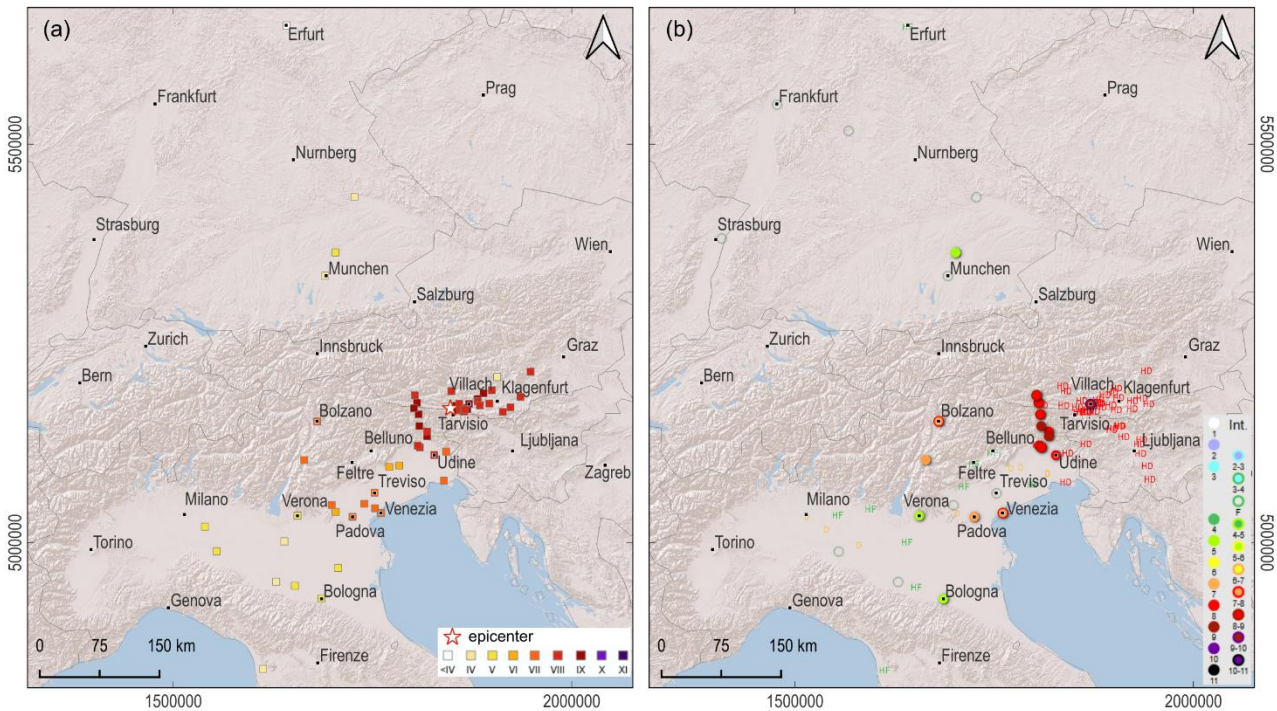 (a)
Erfurt
Prag
Frankfurt
Nurnberg
Strasburg
Wien
Munchen
Salzburg
Zurich
Innsbruck
Graz
Bern
Villach
Klagenfurt
Bolzano
Tarvisio
Belluno
Ljubljana
Feltre
Udine
Zagreb
Treviso
Milano
Verona
Venezia
Padova
Torino
Bologna
Genova
Firenze
epicenter
<IV IV V VI VII VIII IX X XI
0 75 150 km
5500000
5000000
1500000 2000000
(b)
Erfurt
Prag
Frankfurt
Nurnberg
Strasburg
Wien
Munchen
Salzburg
Zurich
Innsbruck
Graz
Bern
Villach
HD
Klagenfurt
Bolzano
Tarvisio
Belluno
Ljubljana
Feltre
Udine
Treviso
Milano
Verona
HF
Venezia
Padova
Torino
HF
HF
Bologna
Genova
Firenze
HF
Int.
1
2 2-3
3 3-4
F
4 4-5
5 5-6
6 6-7
7 7-8
8 8-9
9 9-10
10 10-11
11
0 75 150 km
5500000
5000000
1500000 2000000